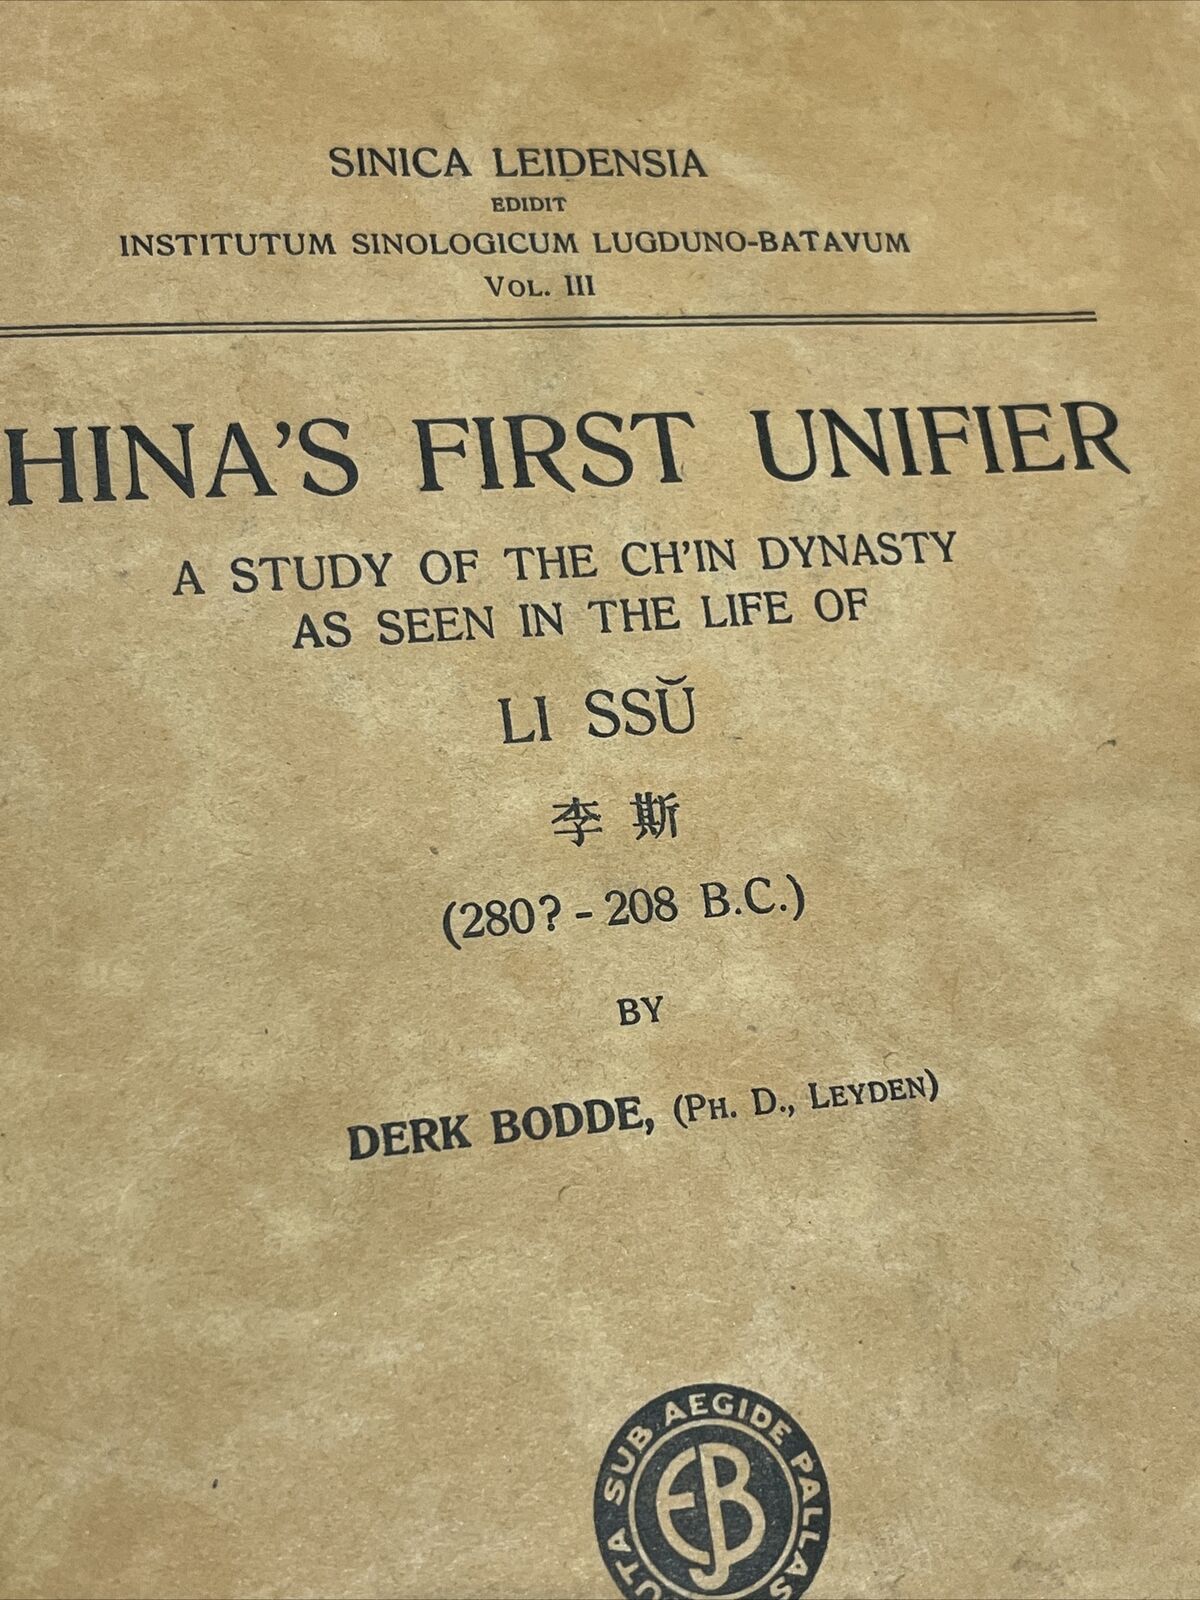 SINICA LEIDENSIA
EDIDIT
INSTITUTUM SINOLOGICUM LUGDUNO-BATAVUM
VOL. III
HINA'S FIRST UNIFIER
A STUDY OF THE CH'IN DYNASTY
AS SEEN IN THE LIFE OF
LI SSŬ
李斯
(280? - 208 B.C.)
BY
DERK BODDE, (PH. D., LEYDEN)
UTA SUB AEGIDE PALLAS
EJB